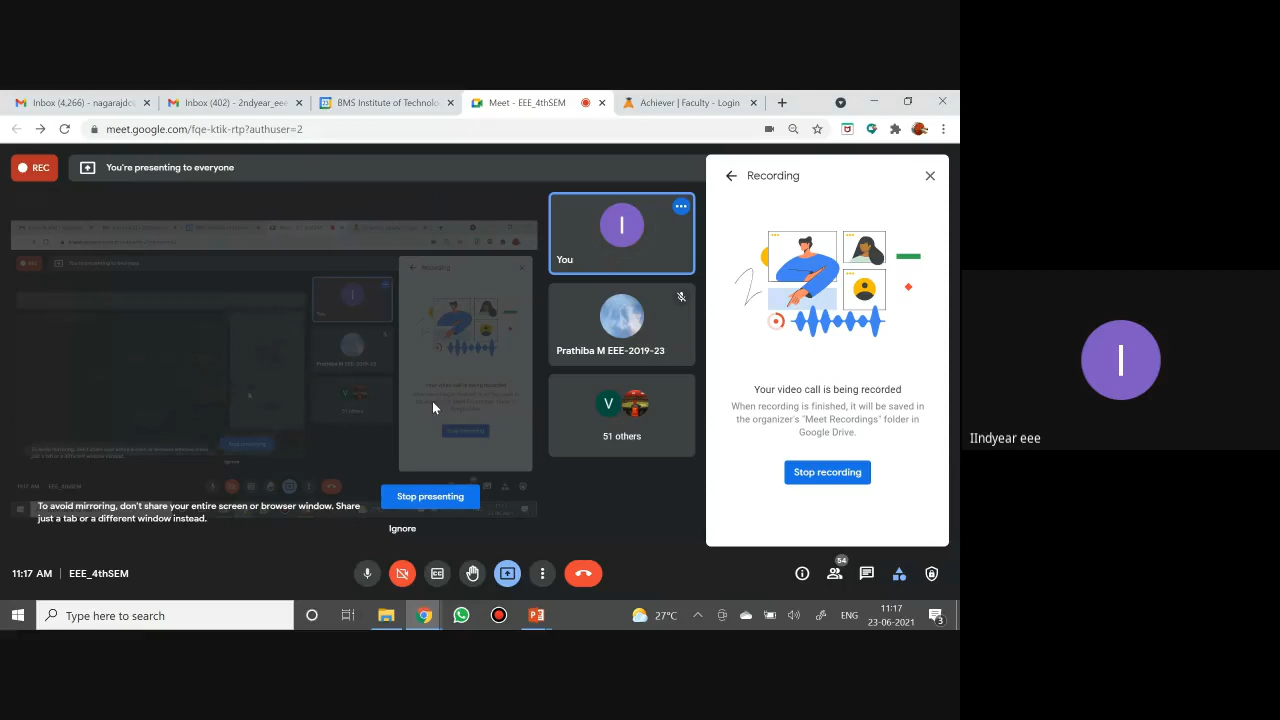 Inbox (4,266) - nagarajdc
Inbox (402) - 2ndyear_eee
BMS Institute of Technolo
Meet - EEE_4thSEM
Achiever | Faculty - Login
meet.google.com/fqe-ktik-rtp?authuser=2
REC
You're presenting to everyone
Recording
You
Prathiba M EEE-2019-23
V
51 others
Your video call is being recorded
When recording is finished, it will be saved in
the organizer's "Meet Recordings" folder in
Google Drive.
Stop recording
To avoid mirroring, don't share your entire screen or browser window. Share
just a tab or a different window instead.
Stop presenting
Ignore
11:17 AM
EEE_4thSEM
54
Type here to search
27°C
ENG
11:17
23-06-2021
3
I
IIndyear eee